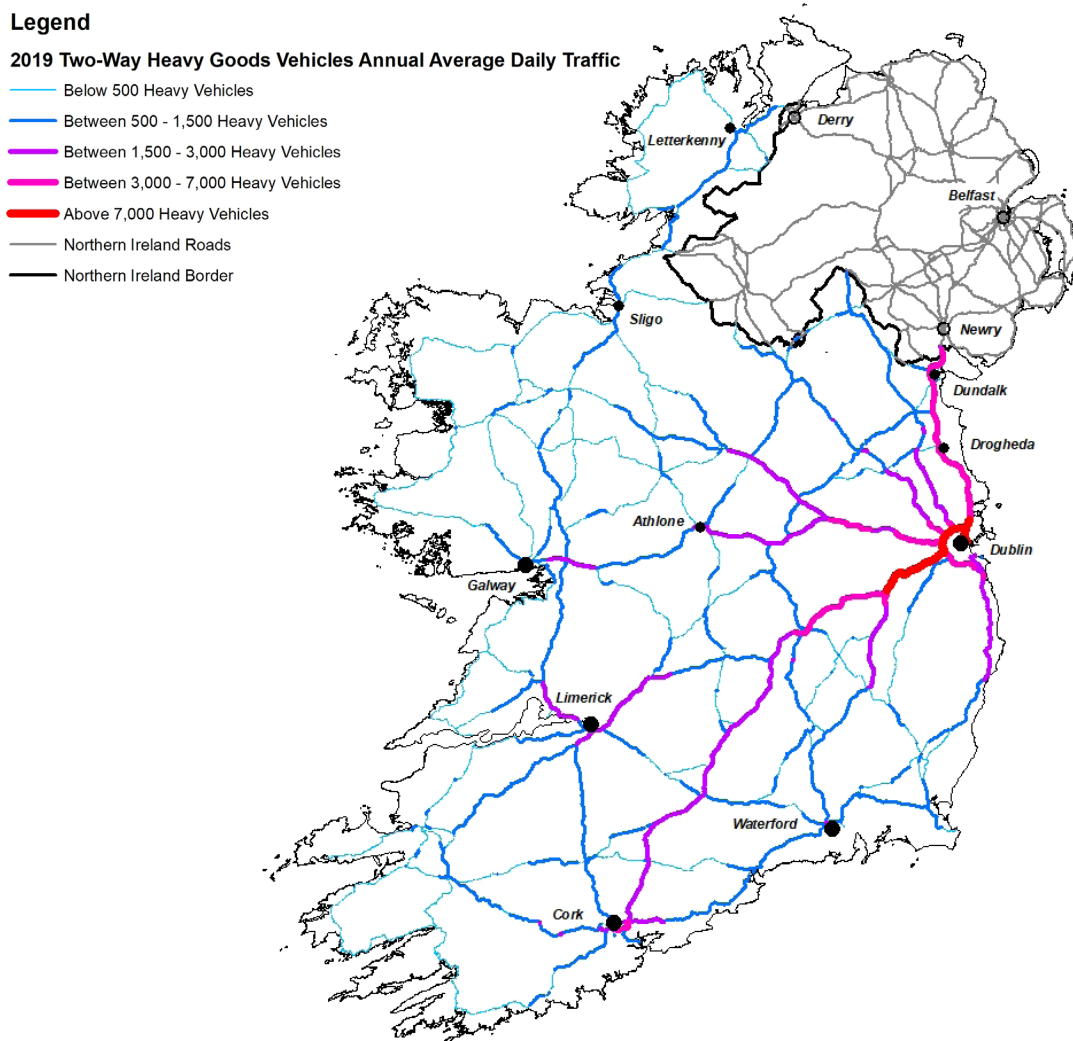 Legend
2019 Two-Way Heavy Goods Vehicles Annual Average Daily Traffic
Below 500 Heavy Vehicles
Between 500 - 1,500 Heavy Vehicles
Between 1,500 - 3,000 Heavy Vehicles
Between 3,000 - 7,000 Heavy Vehicles
Above 7,000 Heavy Vehicles
Northern Ireland Roads
Northern Ireland Border
Derry
Letterkenny
Belfast
Sligo
Newry
Dundalk
Drogheda
Athlone
Dublin
Galway
Limerick
Waterford
Cork